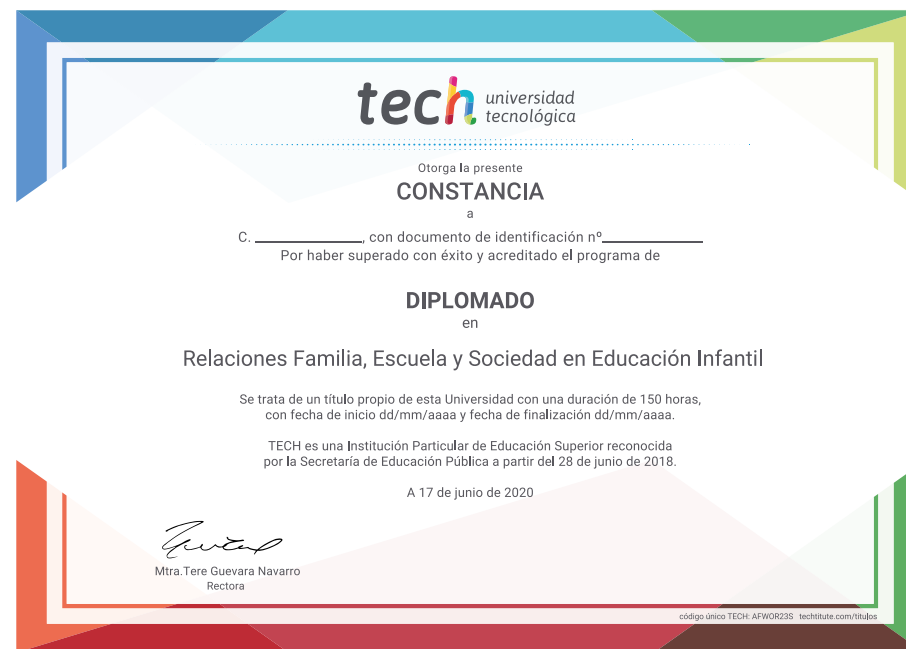 tech universidad
tecnológica
Otorga la presente
CONSTANCIA
a
C. ____________, con documento de identificación nº____________
Por haber superado con éxito y acreditado el programa de
DIPLOMADO
en
Relaciones Familia, Escuela y Sociedad en Educación Infantil
Se trata de un título propio de esta Universidad con una duración de 150 horas,
con fecha de inicio dd/mm/aaaa y fecha de finalización dd/mm/aaaa.
TECH es una Institución Particular de Educación Superior reconocida
por la Secretaría de Educación Pública a partir del 28 de junio de 2018.
A 17 de junio de 2020
Mtra.Tere Guevara Navarro
Rectora
código único TECH: AFWOR23S techtitute.com/titulos